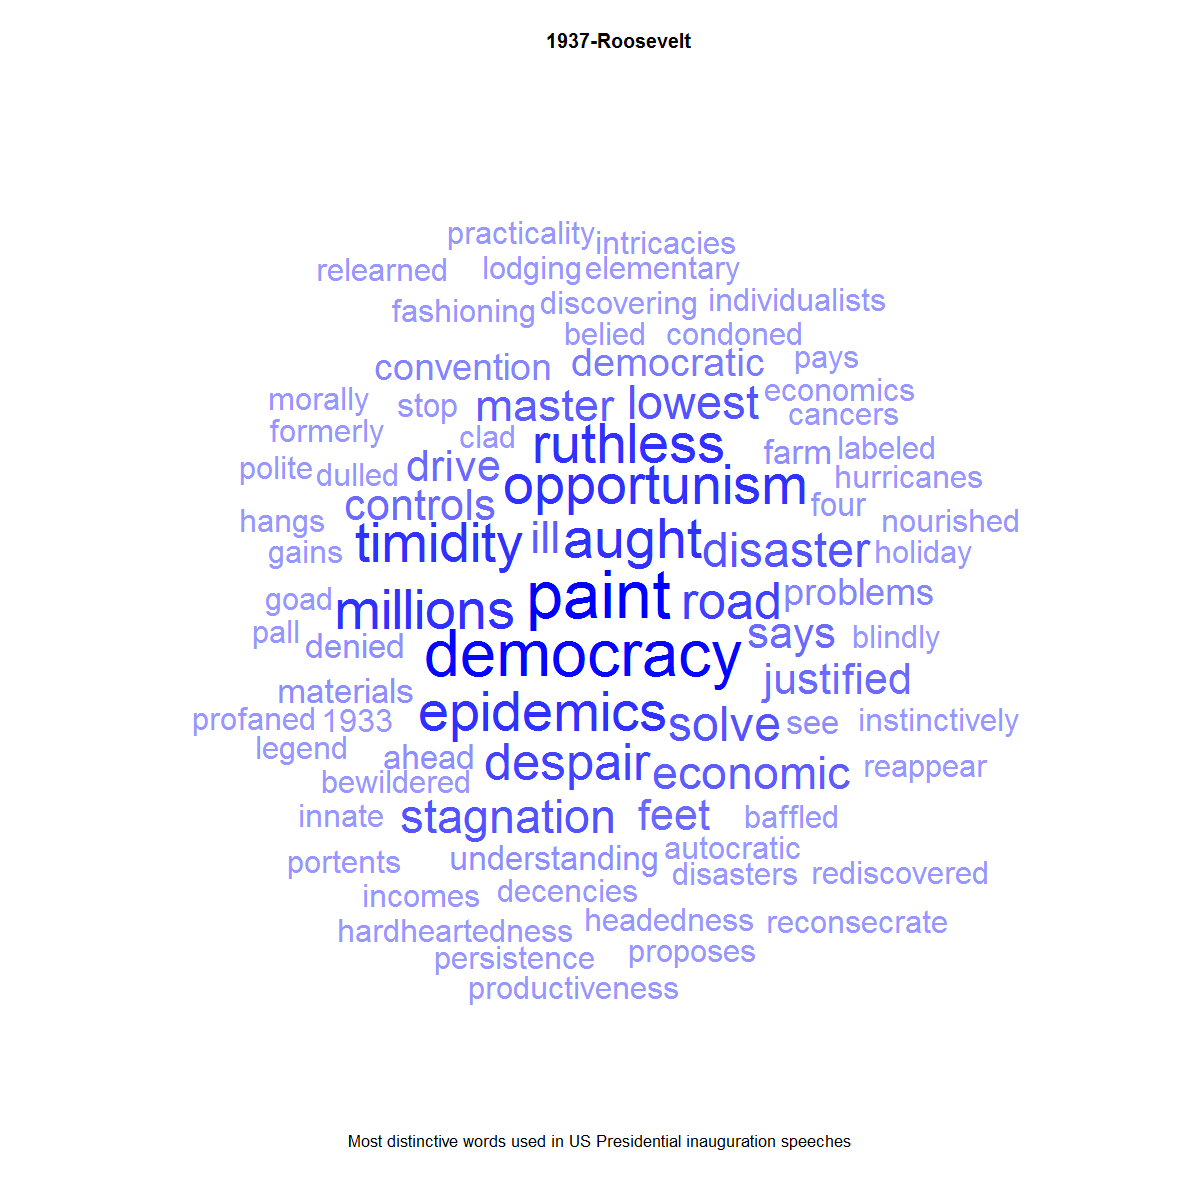 1937-Roosevelt
practicality intricacies
relearned lodging elementary
fashioning discovering individualists
belied condoned
convention democratic pays
morally stop master lowest economics
cancers
formerly clad ruthless farm labeled
polite dulled drive opportunism hurricanes
controls four
hangs timidity ill aught disaster nourished
gains holiday
goad millions paint road problems
pall denied democracy says blindly
materials justified
profaned 1933 epidemics solve see instinctively
legend ahead despair economic reappear
bewildered
innate stagnation feet baffled
portents understanding autocratic
disasters rediscovered
incomes decencies
hardheartedness headedness reconsecrate
persistence proposes
productiveness
Most distinctive words used in US Presidential inauguration speeches